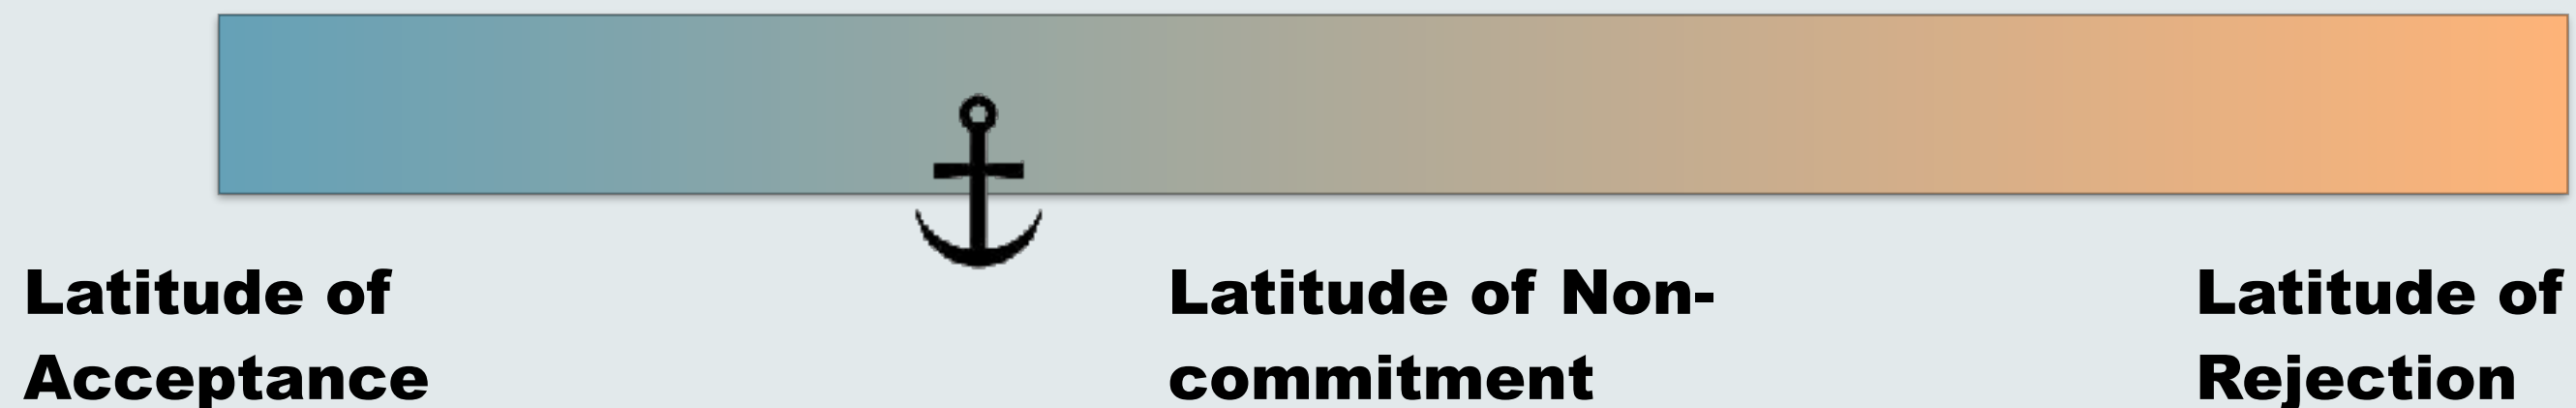 Latitude of
Acceptance
Latitude of Non-
commitment
Latitude of
Rejection